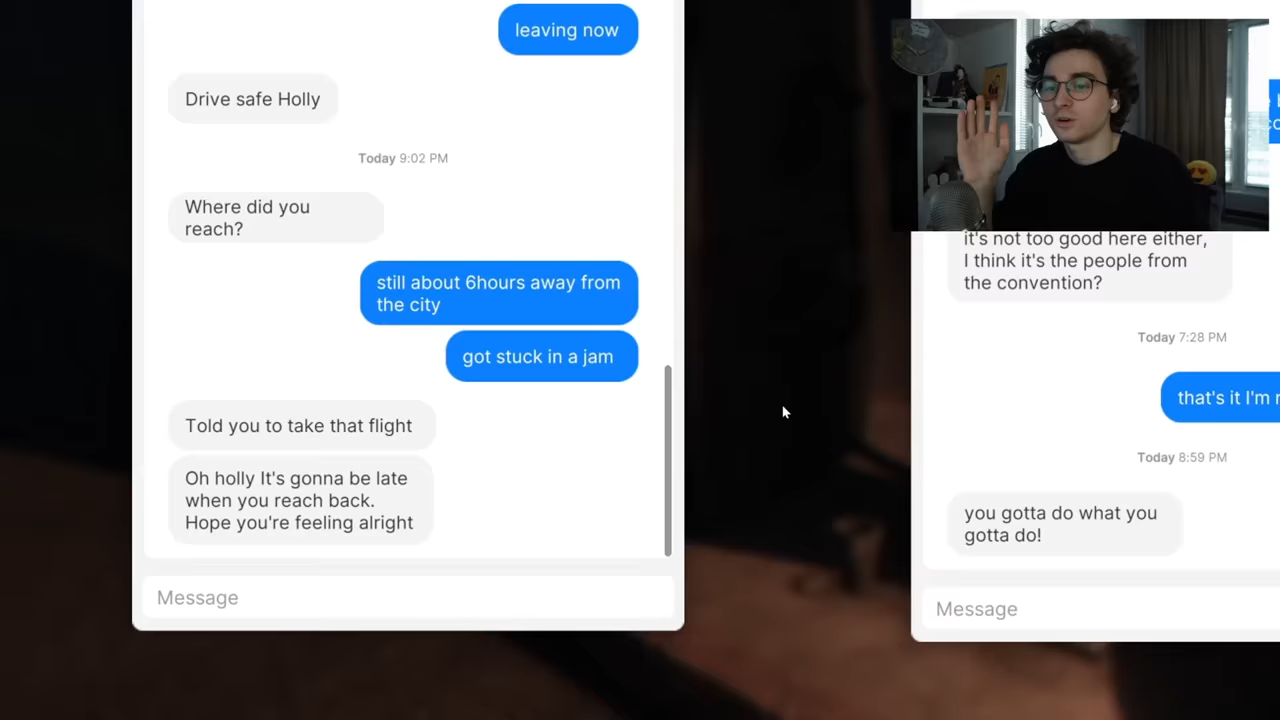 leaving now
Drive safe Holly
Today 9:02 PM
Where did you
reach?
still about 6hours away from
the city
got stuck in a jam
Told you to take that flight
Oh holly It's gonna be late
when you reach back.
Hope you're feeling alright
Message
it's not too good here either,
I think it's the people from
the convention?
Today 7:28 PM
that's it I'm
Today 8:59 PM
you gotta do what you
gotta do!
Message